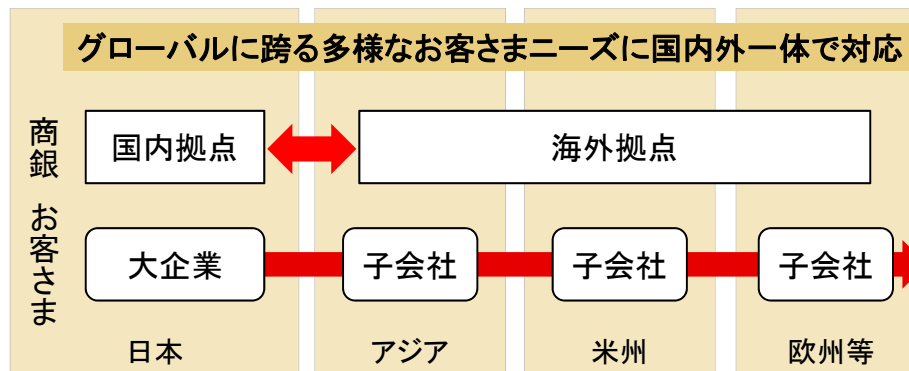 グローバルに跨る多様なお客さまニーズに国内外一体で対応
商銀
国内拠点
海外拠点
お客さま
大企業
子会社
子会社
子会社
日本
アジア
米州
欧州等